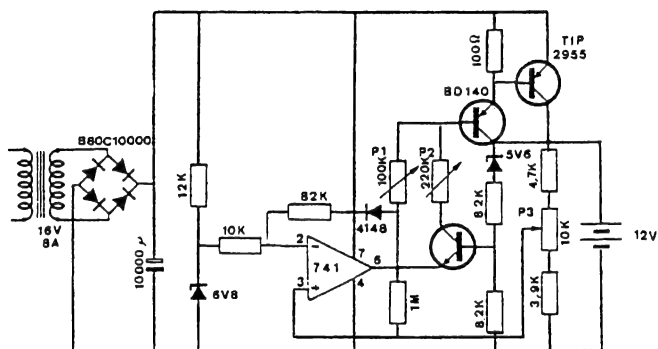 TIP
2955
100Ω
BD140
B80C10000
P1
100K
P2
220K
5V6
4,7K
12K
82K
8,2K
P3
10K
10K
4148
16V
8A
2
-
7
741
6
12V
10000 µ
6V8
3
+
4
1M
8,2K
3,9K